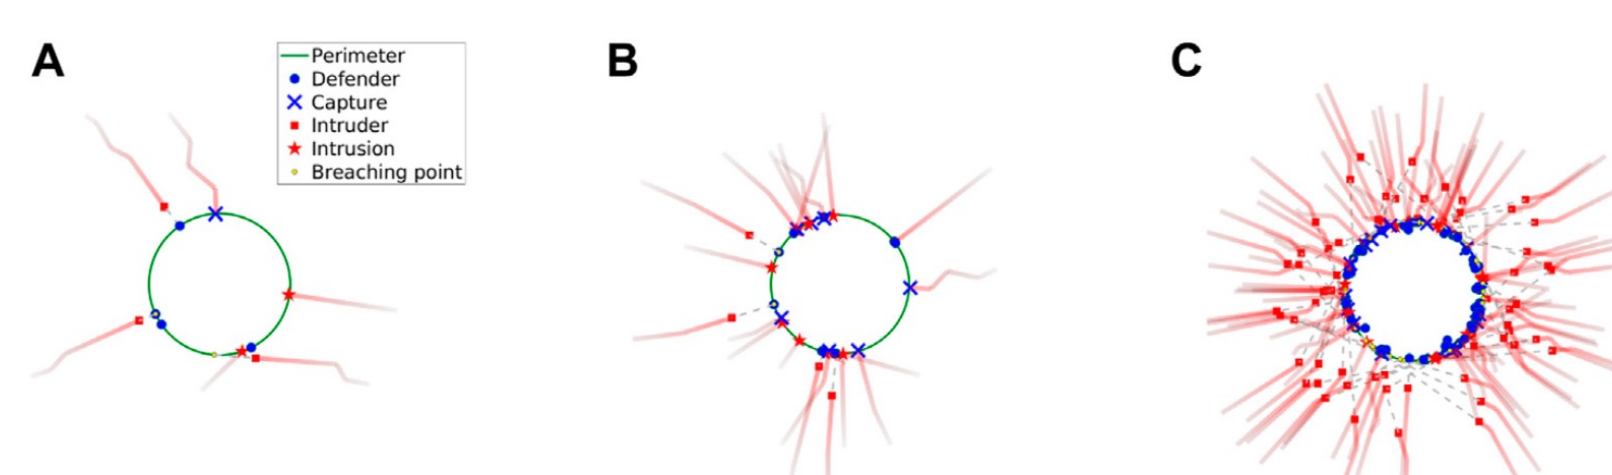 A
Perimeter
Defender
Capture
Intruder
Intrusion
Breaching point
B
C